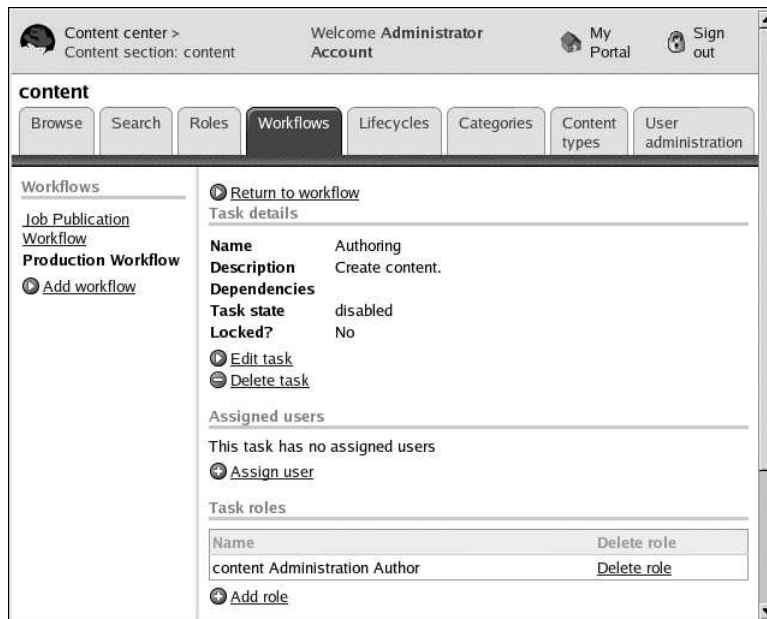 Content center >
Content section: content
Welcome Administrator
Account
My
Portal
Sign
out
content
Browse
Search
Roles
Workflows
Lifecycles
Categories
Content
types
User
administration
Workflows
Job Publication
Workflow
Production Workflow
Add workflow
Return to workflow
Task details
Name Authoring
Description Create content.
Dependencies
Task state disabled
Locked? No
Edit task
Delete task
Assigned users
This task has no assigned users
Assign user
Task roles
Name Delete role
content Administration Author Delete role
Add role